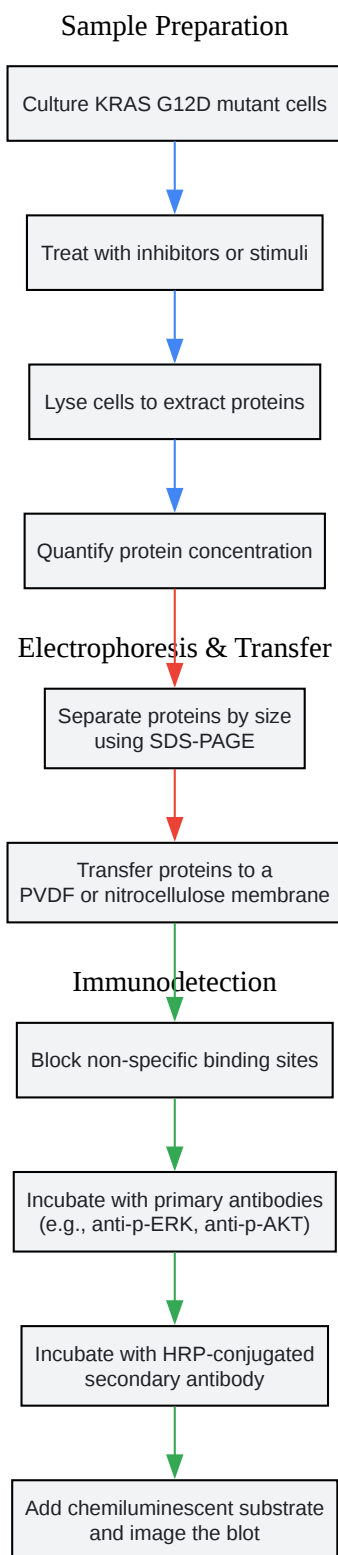 Sample Preparation
Culture KRAS G12D mutant cells
Treat with inhibitors or stimuli
Lyse cells to extract proteins
Quantify protein concentration
Electrophoresis & Transfer
Separate proteins by size
using SDS-PAGE
Transfer proteins to a
PVDF or nitrocellulose membrane
Immunodetection
Block non-specific binding sites
Incubate with primary antibodies
(e.g., anti-p-ERK, anti-p-AKT)
Incubate with HRP-conjugated
secondary antibody
Add chemiluminescent substrate
and image the blot